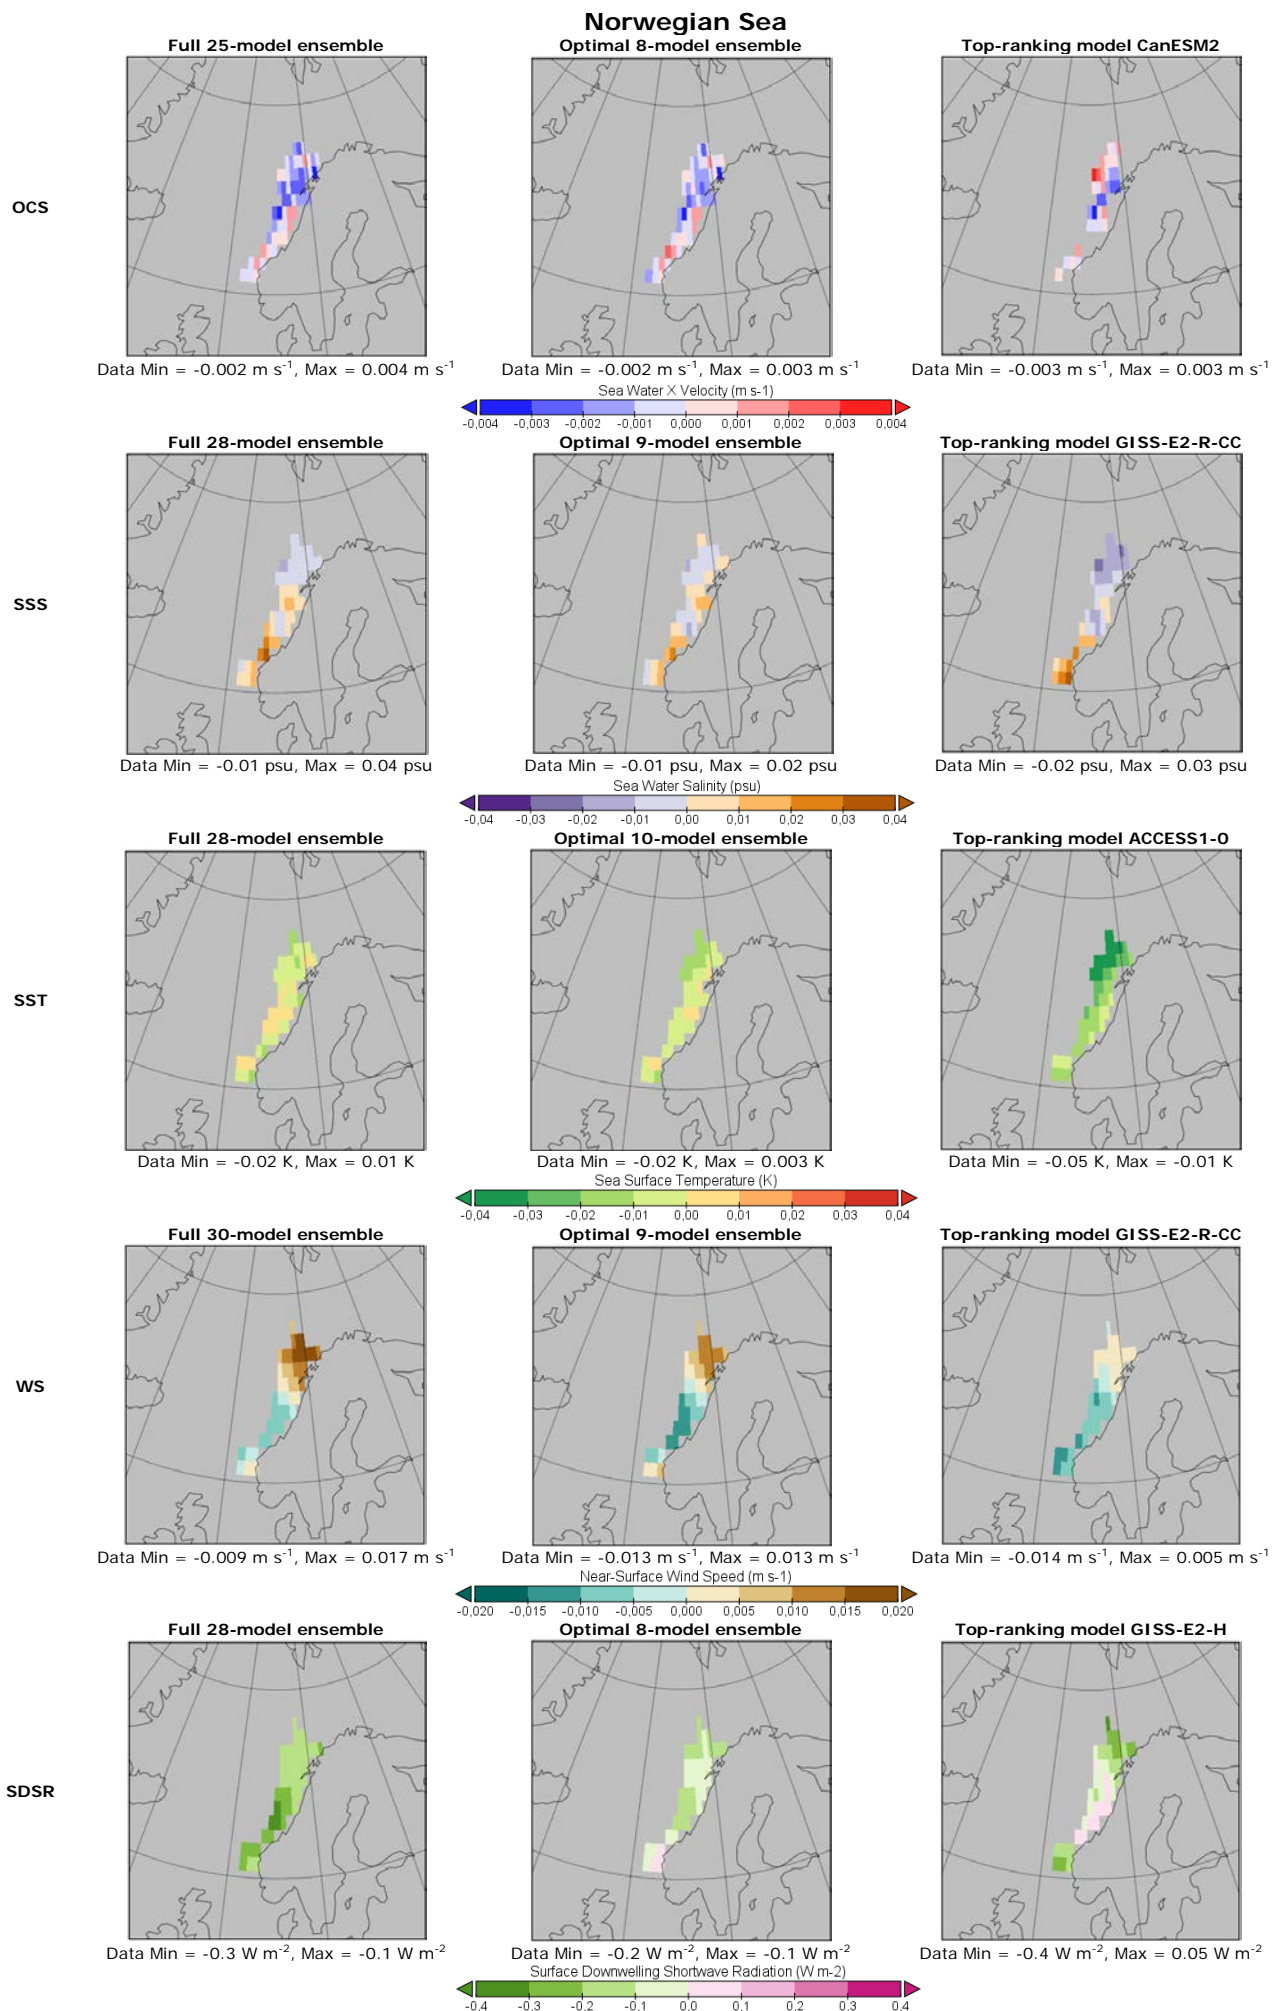 Norwegian Sea
Full 25-model ensemble
Optimal 8-model ensemble
Top-ranking model CanESM2
OCS
Data Min = -0.002 m s-1, Max = 0.004 m s-1
Data Min = -0.002 m s-1, Max = 0.003 m s-1
Data Min = -0.003 m s-1, Max = 0.003 m s-1
Sea Water X Velocity (m s-1)
-0,004 -0,003 -0,002 -0,001 0,000 0,001 0,002 0,003 0,004
Full 28-model ensemble
Optimal 9-model ensemble
Top-ranking model GISS-E2-R-CC
SSS
Data Min = -0.01 psu, Max = 0.04 psu
Data Min = -0.01 psu, Max = 0.02 psu
Data Min = -0.02 psu, Max = 0.03 psu
Sea Water Salinity (psu)
-0,04 -0,03 -0,02 -0,01 0,00 0,01 0,02 0,03 0,04
Full 28-model ensemble
Optimal 10-model ensemble
Top-ranking model ACCESS1-0
SST
Data Min = -0.02 K, Max = 0.01 K
Data Min = -0.02 K, Max = 0.003 K
Data Min = -0.05 K, Max = -0.01 K
Sea Surface Temperature (K)
-0,04 -0,03 -0,02 -0,01 0,00 0,01 0,02 0,03 0,04
Full 30-model ensemble
Optimal 9-model ensemble
Top-ranking model GISS-E2-R-CC
WS
Data Min = -0.009 m s-1, Max = 0.017 m s-1
Data Min = -0.013 m s-1, Max = 0.013 m s-1
Data Min = -0.014 m s-1, Max = 0.005 m s-1
Near-Surface Wind Speed (m s-1)
-0,020 -0,015 -0,010 -0,005 0,000 0,005 0,010 0,015 0,020
Full 28-model ensemble
Optimal 8-model ensemble
Top-ranking model GISS-E2-H
SDSR
Data Min = -0.3 W m-2, Max = -0.1 W m-2
Data Min = -0.2 W m-2, Max = -0.1 W m-2
Data Min = -0.4 W m-2, Max = 0.05 W m-2
Surface Downwelling Shortwave Radiation (W m-2)
-0.4 -0.3 -0.2 -0.1 0.0 0.1 0.2 0.3 0.4